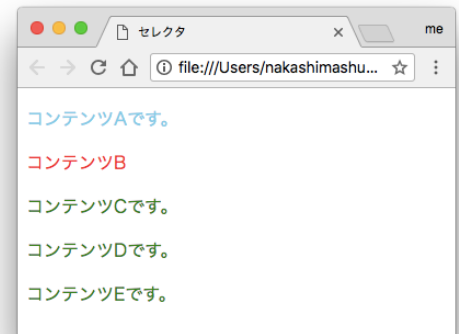 セレクタ
me
file:///Users/nakashimashu...
コンテンツAです。
コンテンツB
コンテンツCです。
コンテンツDです。
コンテンツEです。